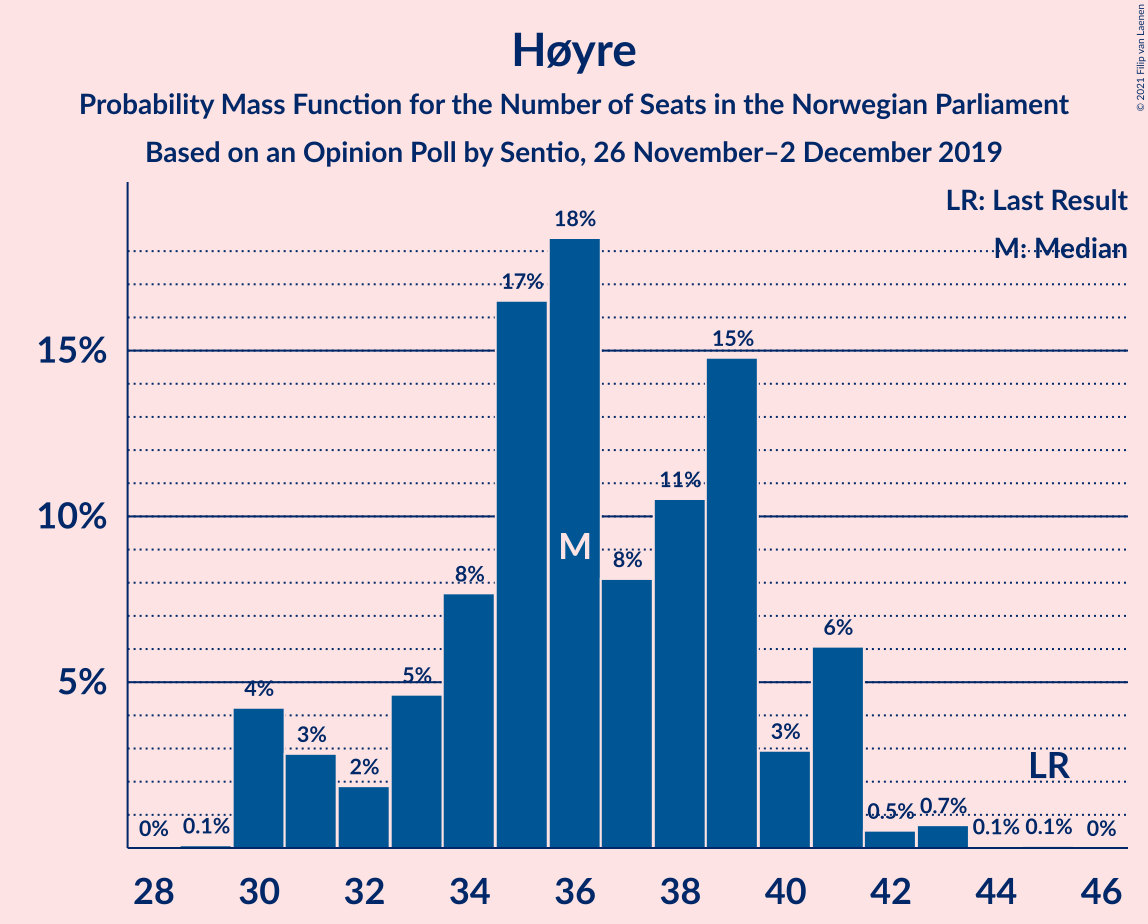 Høyre
Probability Mass Function for the Number of Seats in the Norwegian Parliament
Based on an Opinion Poll by Sentio, 26 November–2 December 2019
© 2021 Filip van Laenen
LR: Last Result
M: Median
15%
10%
5%
0%
0.1%
4%
3%
2%
5%
8%
17%
18%
M
8%
11%
15%
3%
6%
0.5%
0.7%
0.1%
LR
0.1%
0%
28 30 32 34 36 38 40 42 44 46